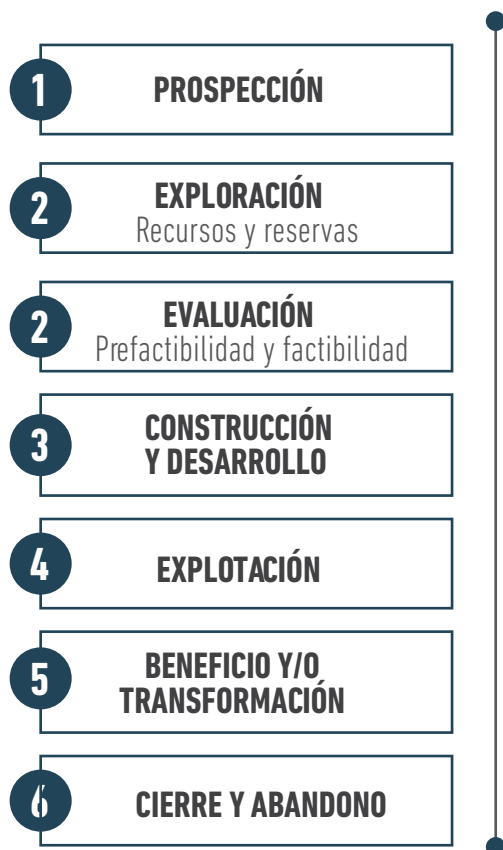 1 PROSPECCIÓN
2 EXPLORACIÓN
Recursos y reservas
2 EVALUACIÓN
Prefactibilidad y factibilidad
3 CONSTRUCCIÓN
Y DESARROLLO
4 EXPLOTACIÓN
5 BENEFICIO Y/O
TRANSFORMACIÓN
6 CIERRE Y ABANDONO